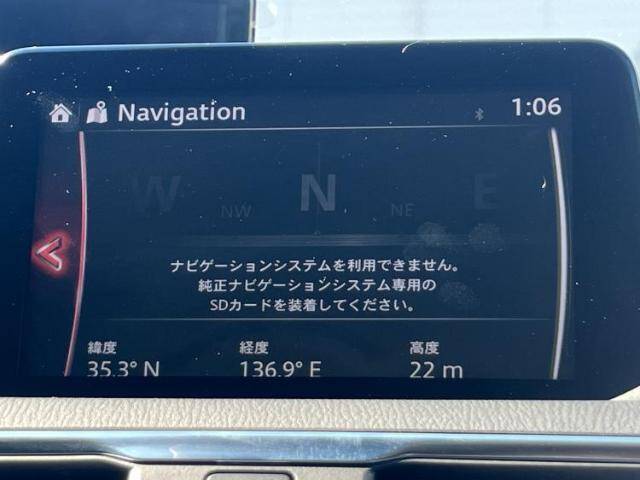 Navigation 1:06
W NW N NE E
ナビゲーションシステムを利用できません。
純正ナビゲーションシステム専用の
SDカードを装着してください。
緯度 経度 高度
35.3° N 136.9° E 22 m